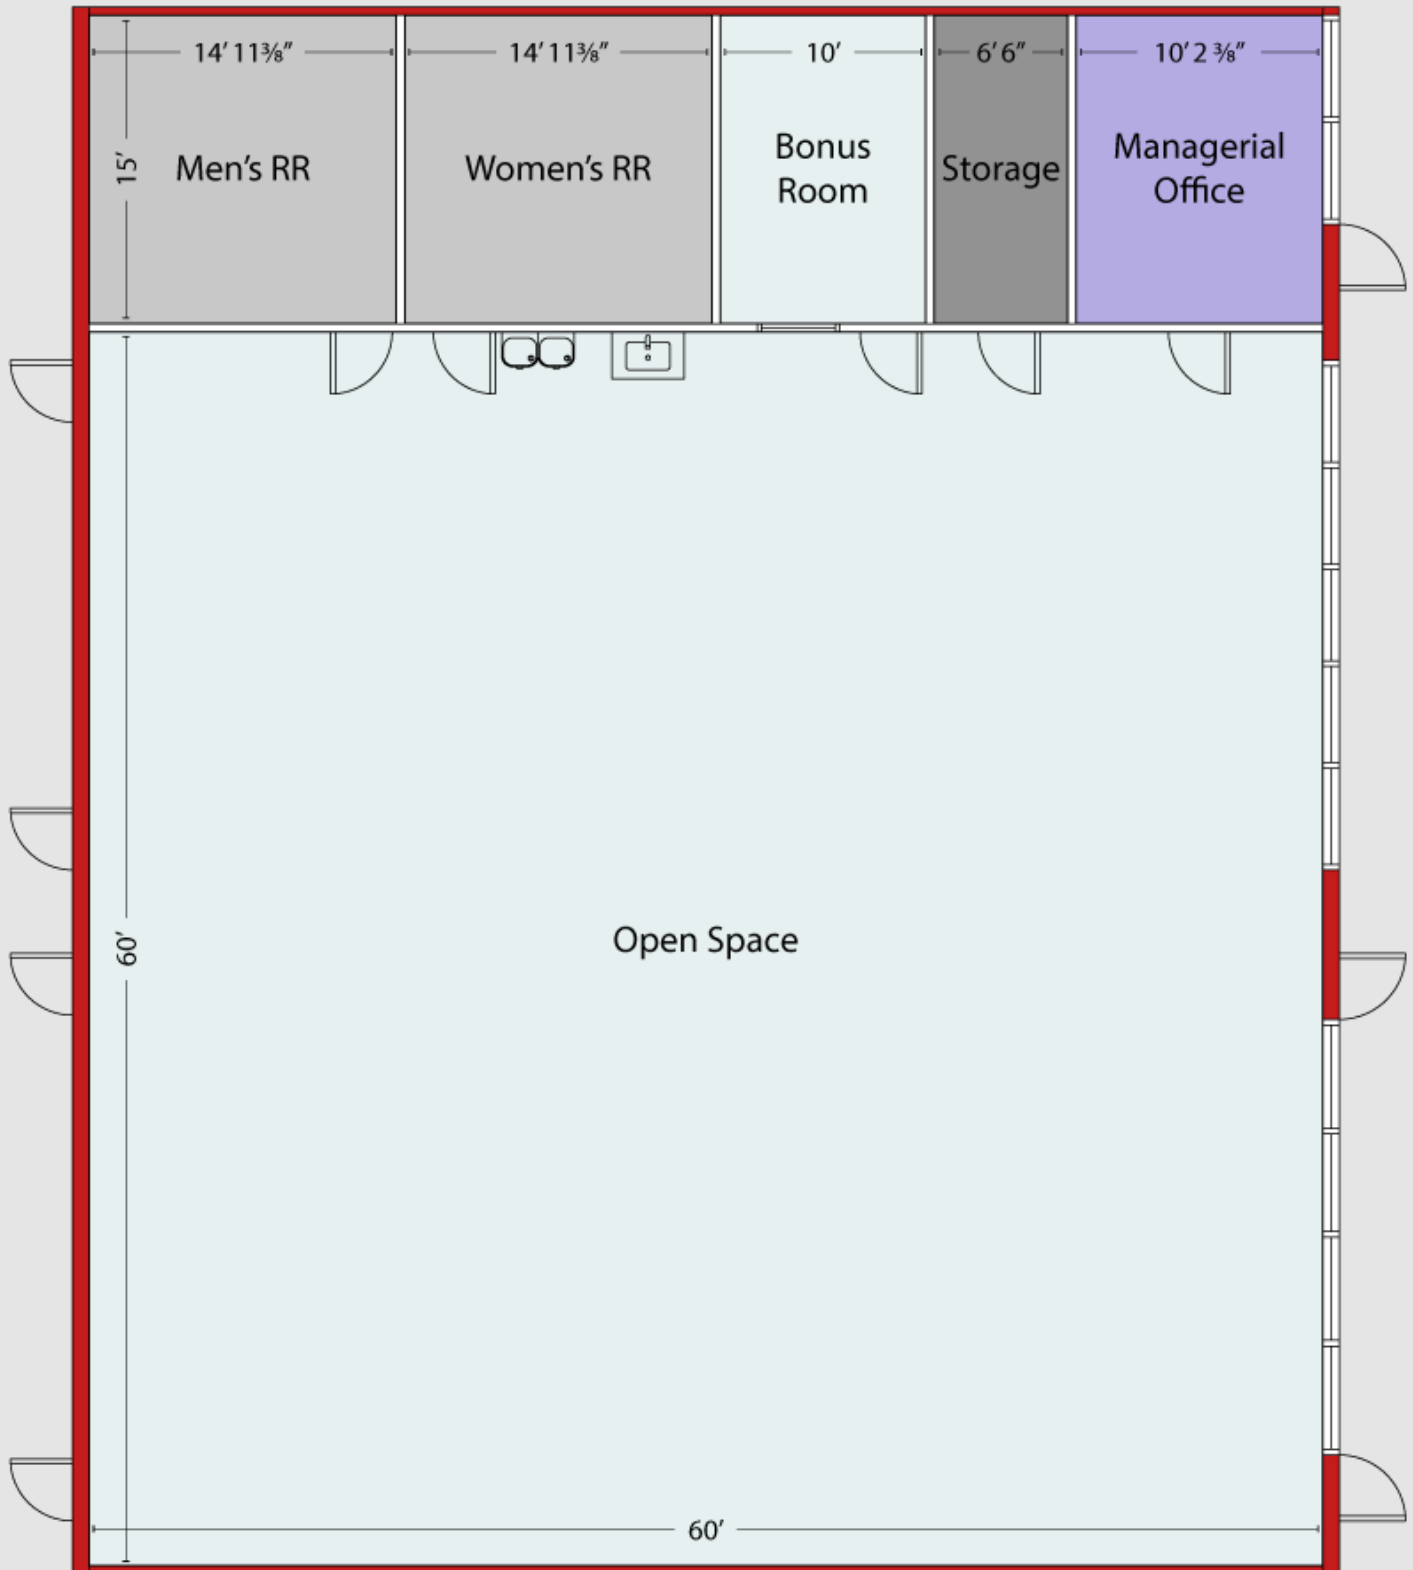 14′ 11⅜″
14′ 11⅜″
10′
6′ 6″
10′ 2 ⅜″
15′
Men’s RR
Women’s RR
Bonus
Room
Storage
Managerial
Office
60′
Open Space
60′